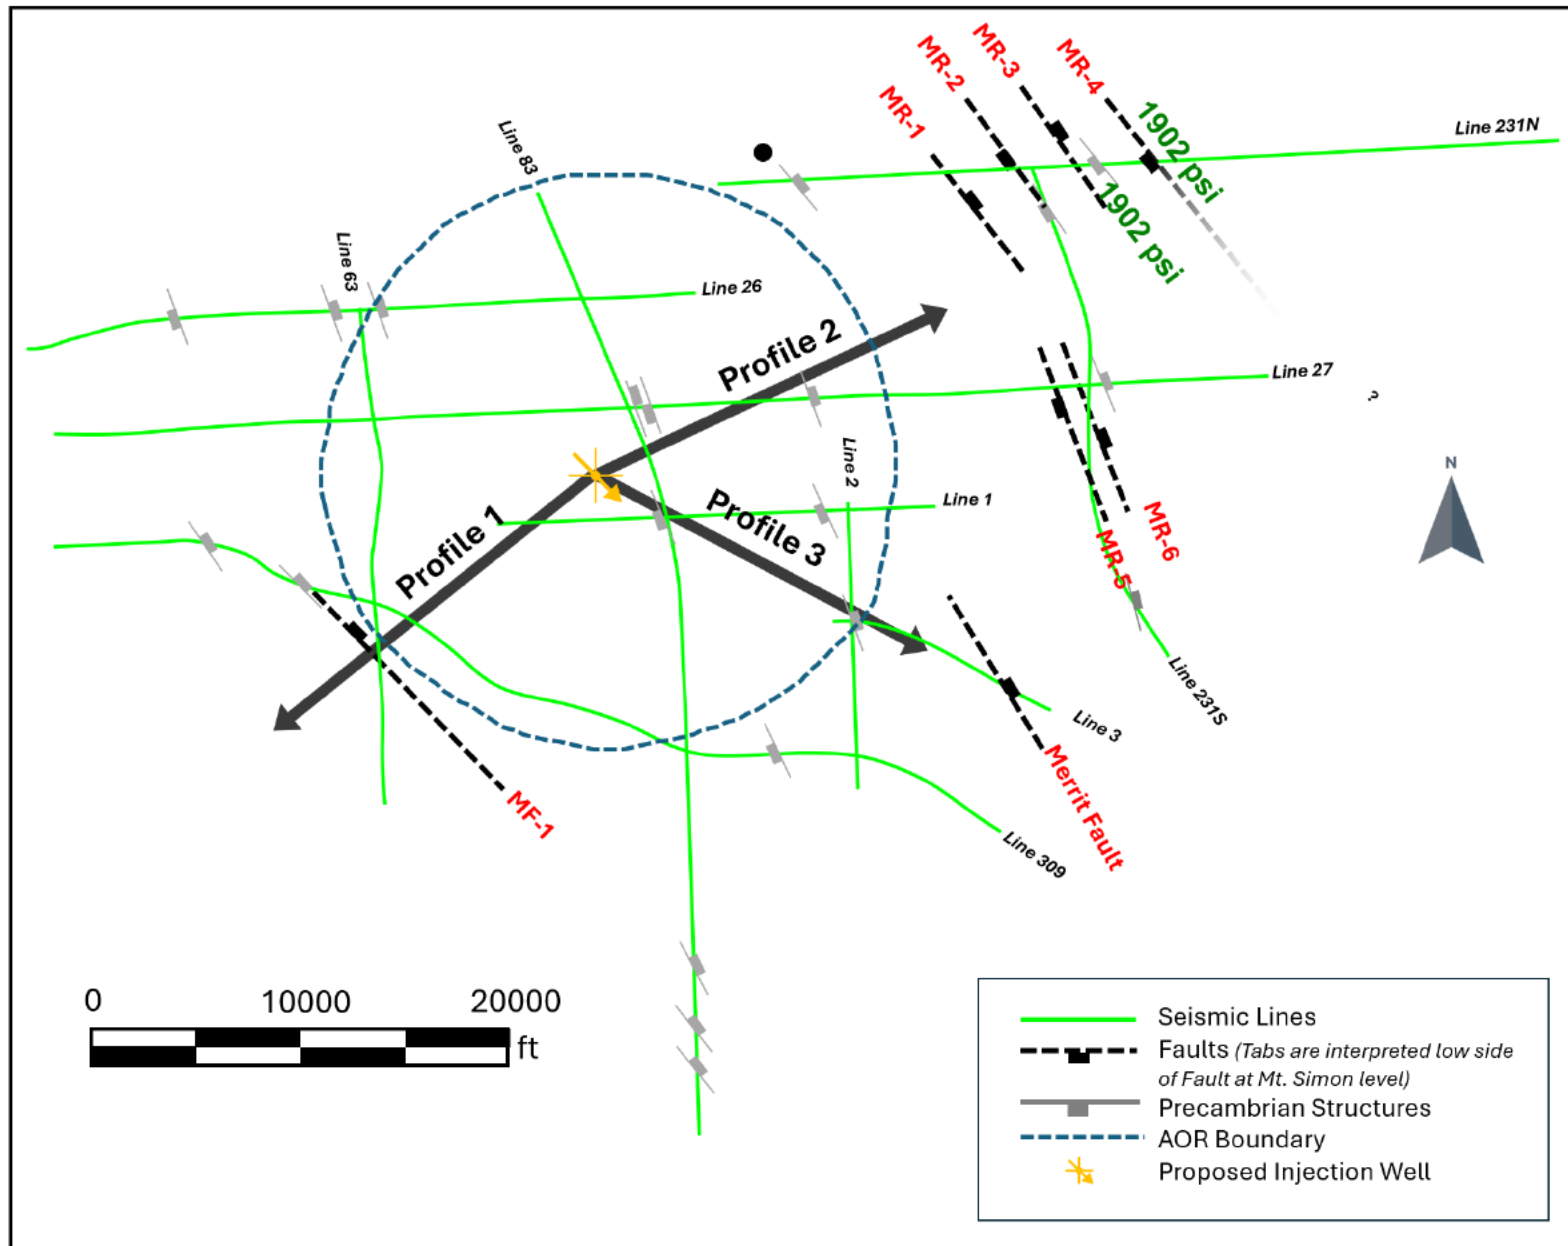 MR-3
MR-2
MR-4
MR-1
1902 psi
Line 231N
Line 83
1902 psi
Line 63
Line 26
Profile 2
Line 27
?
Line 2
N
Profile 1
Line 1
Profile 3
MR-6
MR-5
Line 231S
Line 3
Merrit Fault
MF-1
Line 309
0 10000 20000
ft
Seismic Lines
Faults (Tabs are interpreted low side
of Fault at Mt. Simon level)
Precambrian Structures
AOR Boundary
Proposed Injection Well